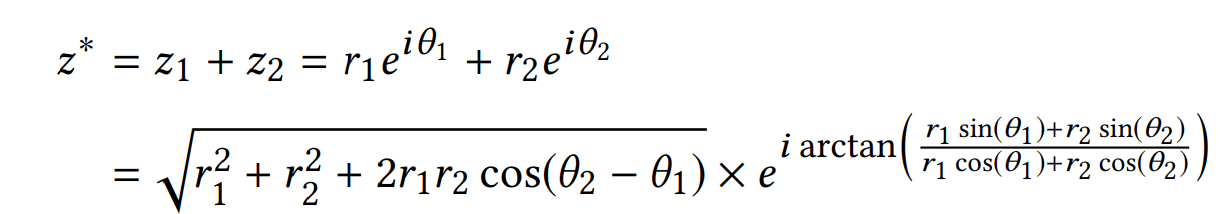 z* = z₁ + z₂ = r₁e^{iθ₁} + r₂e^{iθ₂}
= √(r₁² + r₂² + 2r₁r₂ cos(θ₂ − θ₁)) × e^{i arctan((r₁ sin(θ₁)+r₂ sin(θ₂))/(r₁ cos(θ₁)+r₂ cos(θ₂)))}